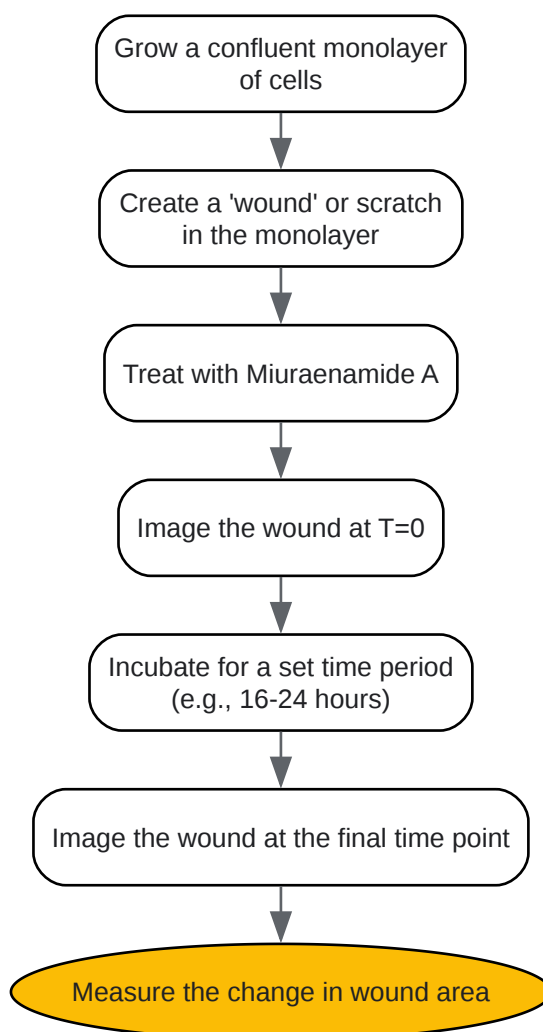 Grow a confluent monolayer
of cells
Create a 'wound' or scratch
in the monolayer
Treat with Miuraenamide A
Image the wound at T=0
Incubate for a set time period
(e.g., 16-24 hours)
Image the wound at the final time point
Measure the change in wound area